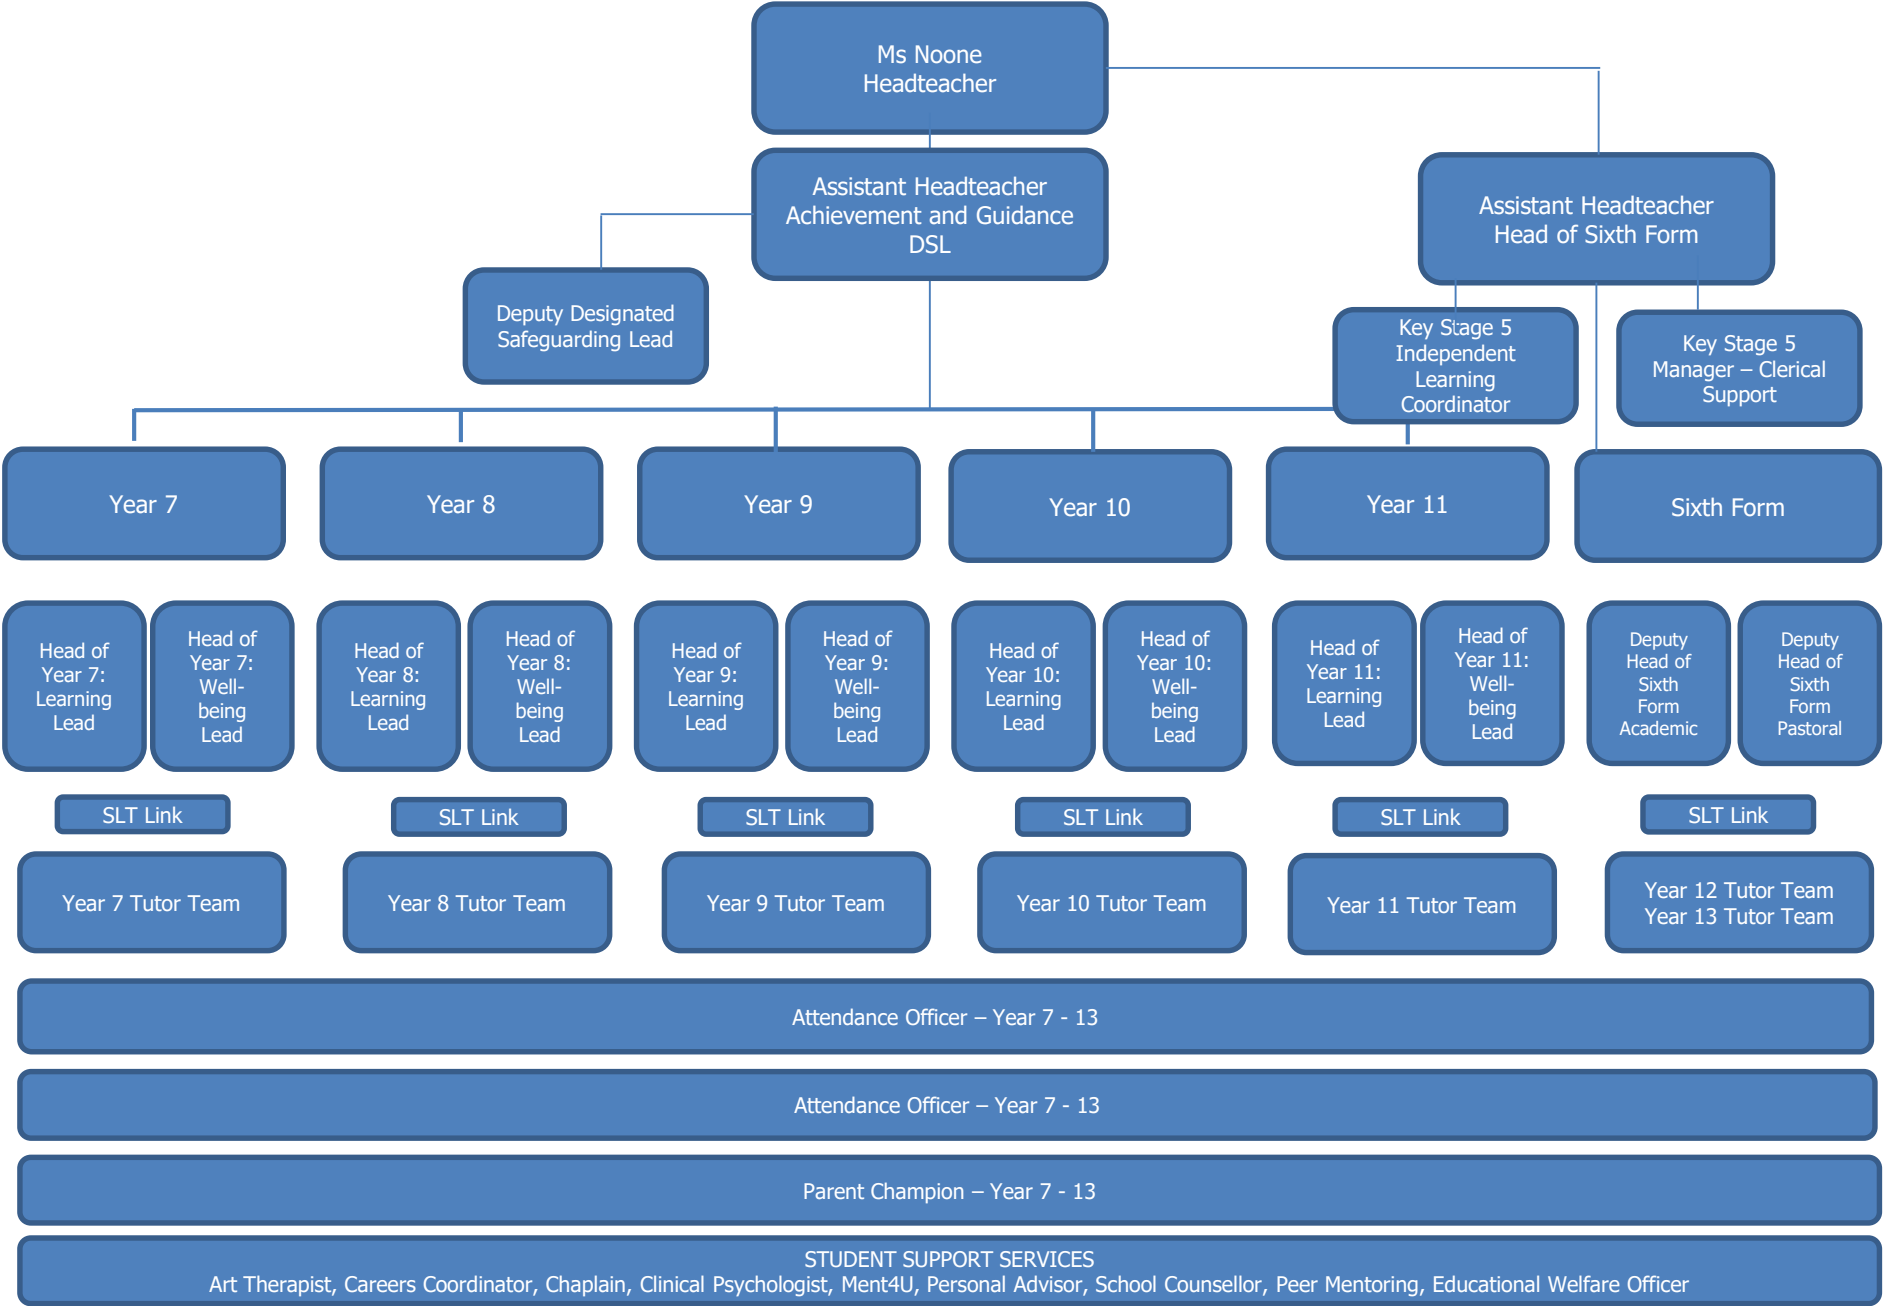 Ms Noone
Headteacher
Assistant Headteacher
Achievement and Guidance
DSL
Assistant Headteacher
Head of Sixth Form
Deputy Designated
Safeguarding Lead
Key Stage 5
Independent
Learning
Coordinator
Key Stage 5
Manager – Clerical
Support
Year 7
Year 8
Year 9
Year 10
Year 11
Sixth Form
Head of
Year 7:
Learning
Lead
Head of
Year 7:
Well-
being
Lead
Head of
Year 8:
Learning
Lead
Head of
Year 8:
Well-
being
Lead
Head of
Year 9:
Learning
Lead
Head of
Year 9:
Well-
being
Lead
Head of
Year 10:
Learning
Lead
Head of
Year 10:
Well-
being
Lead
Head of
Year 11:
Learning
Lead
Head of
Year 11:
Well-
being
Lead
Deputy
Head of
Sixth
Form
Academic
Deputy
Head of
Sixth
Form
Pastoral
SLT Link
SLT Link
SLT Link
SLT Link
SLT Link
SLT Link
Year 7 Tutor Team
Year 8 Tutor Team
Year 9 Tutor Team
Year 10 Tutor Team
Year 11 Tutor Team
Year 12 Tutor Team
Year 13 Tutor Team
Attendance Officer – Year 7 - 13
Attendance Officer – Year 7 - 13
Parent Champion – Year 7 - 13
STUDENT SUPPORT SERVICES
Art Therapist, Careers Coordinator, Chaplain, Clinical Psychologist, Ment4U, Personal Advisor, School Counsellor, Peer Mentoring, Educational Welfare Officer